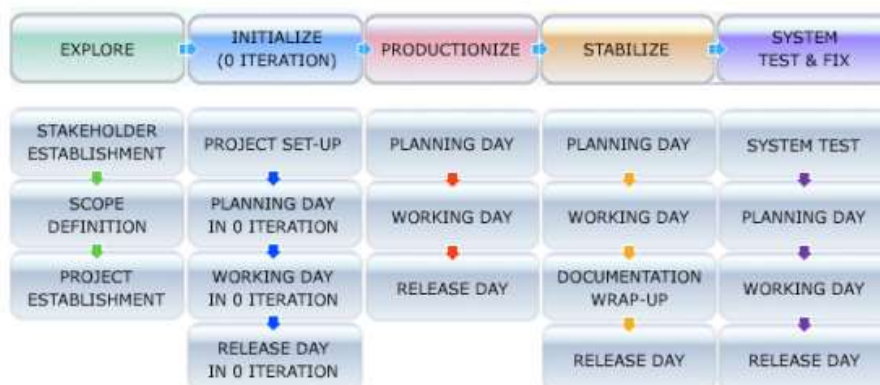 EXPLORE
INITIALIZE
(0 ITERATION)
PRODUCTIONIZE
STABILIZE
SYSTEM
TEST & FIX
STAKEHOLDER
ESTABLISHMENT
SCOPE
DEFINITION
PROJECT
ESTABLISHMENT
PROJECT SET-UP
PLANNING DAY
IN 0 ITERATION
WORKING DAY
IN 0 ITERATION
RELEASE DAY
IN 0 ITERATION
PLANNING DAY
WORKING DAY
RELEASE DAY
PLANNING DAY
WORKING DAY
DOCUMENTATION
WRAP-UP
RELEASE DAY
SYSTEM TEST
PLANNING DAY
WORKING DAY
RELEASE DAY